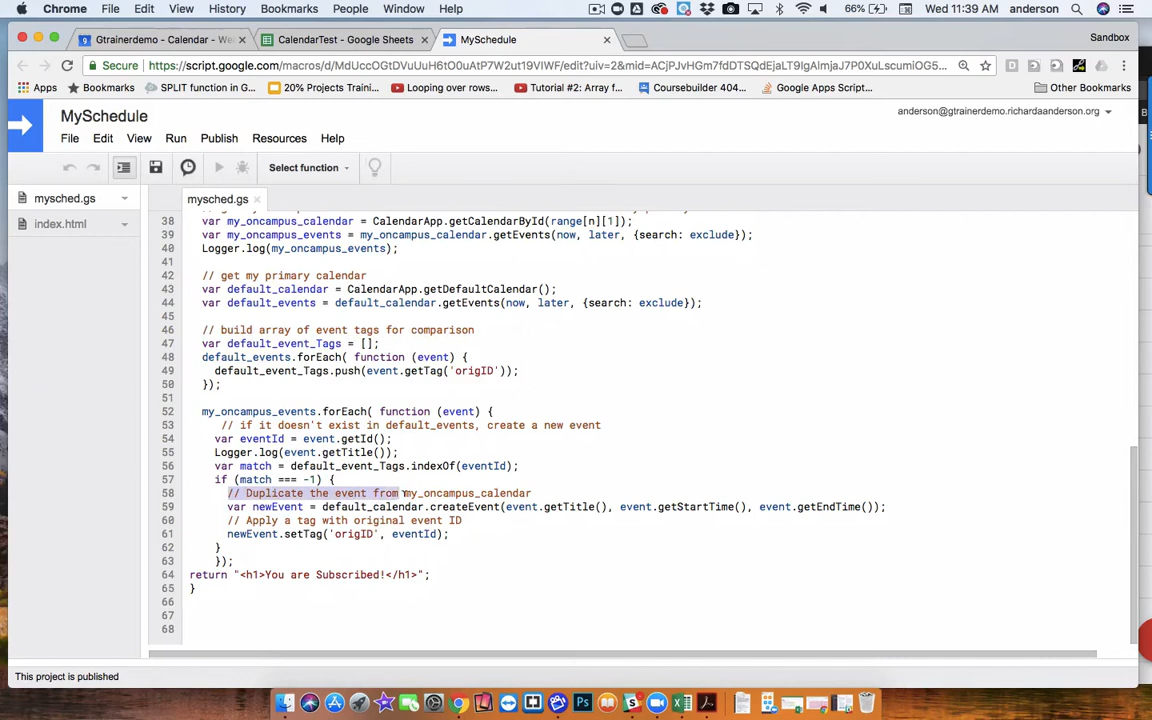 Chrome File Edit View History Bookmarks People Window Help 66% Wed 11:39 AM anderson
Gtrainerdemo - Calendar - We CalendarTest - Google Sheets MySchedule Sandbox
Secure https://script.google.com/macros/d/
Apps Bookmarks SPLIT function in G... 20% Projects Traini... Looping over rows... Tutorial #2: Array f... Coursebuilder 404... Google Apps Script... Other Bookmarks
MySchedule anderson@gtrainerdemo.richardaanderson.org
File Edit View Run Publish Resources Help
Select function
mysched.gs mysched.gs
index.html
38 var my_oncampus_calendar = CalendarApp.getCalendarById(range[n][1]);
39 var my_oncampus_events = my_oncampus_calendar.getEvents(now, later, {search: exclude});
40 Logger.log(my_oncampus_events);
41
42 // get my primary calendar
43 var default_calendar = CalendarApp.getDefaultCalendar();
44 var default_events = default_calendar.getEvents(now, later, {search: exclude});
45
46 // build array of event tags for comparison
47 var default_event_Tags = [];
48 default_events.forEach( function (event) {
49 default_event_Tags.push(event.getTag('origID'));
50 });
51
52 my_oncampus_events.forEach( function (event) {
53 // if it doesn't exist in default_events, create a new event
54 var eventId = event.getId();
55 Logger.log(event.getTitle());
56 var match = default_event_Tags.indexOf(eventId);
57 if (match === -1) {
58 // Duplicate the event from my_oncampus_calendar
59 var newEvent = default_calendar.createEvent(event.getTitle(), event.getStartTime(), event.getEndTime());
60 // Apply a tag with original event ID
61 newEvent.setTag('origID', eventId);
62 }
63 });
64 return "<h1>You are Subscribed!</h1>";
65 }
66
67
68
This project is published